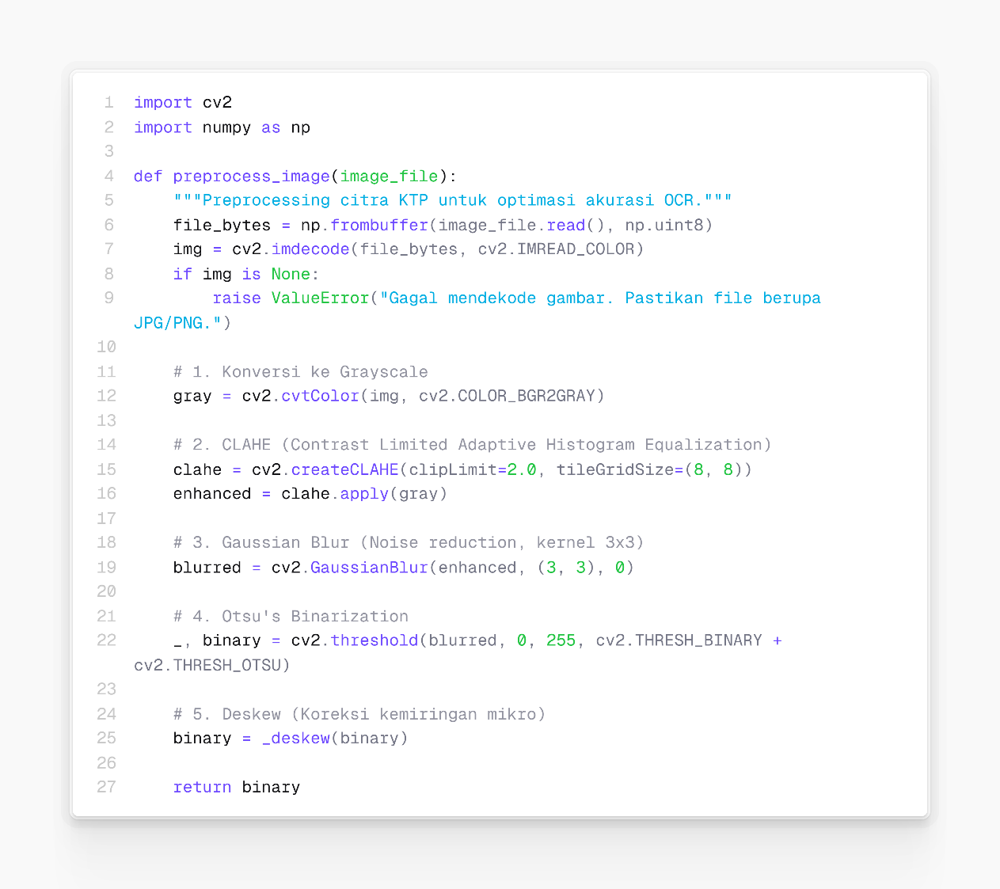 1 import cv2
2 import numpy as np
3
4 def preprocess_image(image_file):
5     """Preprocessing citra KTP untuk optimasi akurasi OCR."""
6     file_bytes = np.frombuffer(image_file.read(), np.uint8)
7     img = cv2.imdecode(file_bytes, cv2.IMREAD_COLOR)
8     if img is None:
9         raise ValueError("Gagal mendekode gambar. Pastikan file berupa
JPG/PNG.")
10
11     # 1. Konversi ke Grayscale
12     gray = cv2.cvtColor(img, cv2.COLOR_BGR2GRAY)
13
14     # 2. CLAHE (Contrast Limited Adaptive Histogram Equalization)
15     clahe = cv2.createCLAHE(clipLimit=2.0, tileGridSize=(8, 8))
16     enhanced = clahe.apply(gray)
17
18     # 3. Gaussian Blur (Noise reduction, kernel 3x3)
19     blurred = cv2.GaussianBlur(enhanced, (3, 3), 0)
20
21     # 4. Otsu's Binarization
22     _, binary = cv2.threshold(blurred, 0, 255, cv2.THRESH_BINARY +
cv2.THRESH_OTSU)
23
24     # 5. Deskew (Koreksi kemiringan mikro)
25     binary = _deskew(binary)
26
27     return binary